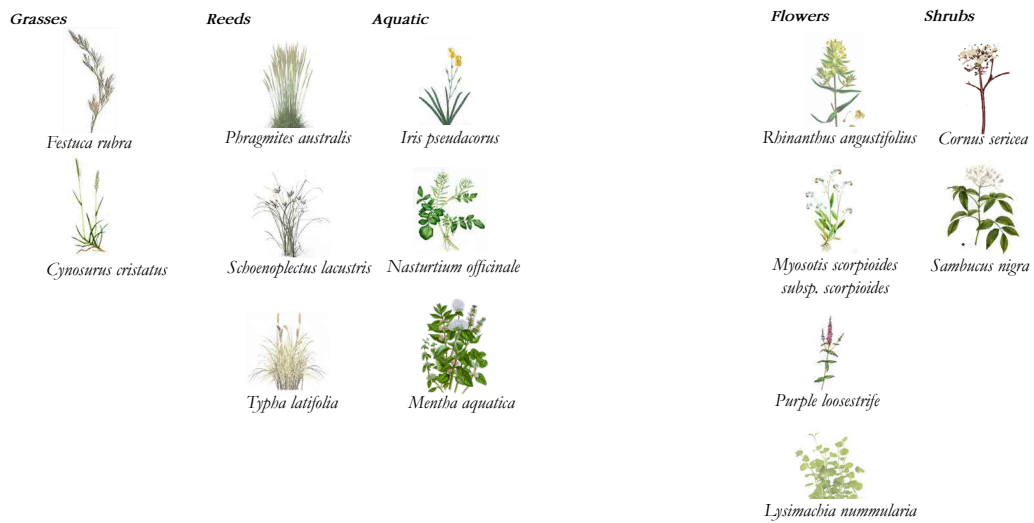 Grasses
Festuca rubra
Cynosurus cristatus
Reeds
Phragmites australis
Schoenoplectus lacustris
Typha latifolia
Aquatic
Iris pseudacorus
Nasturtium officinale
Mentha aquatica
Flowers
Rhinanthus angustifolius
Myosotis scorpioides
subsp. scorpioides
Purple loosestrife
Lysimachia nummularia
Shrubs
Cornus sericea
Sambucus nigra